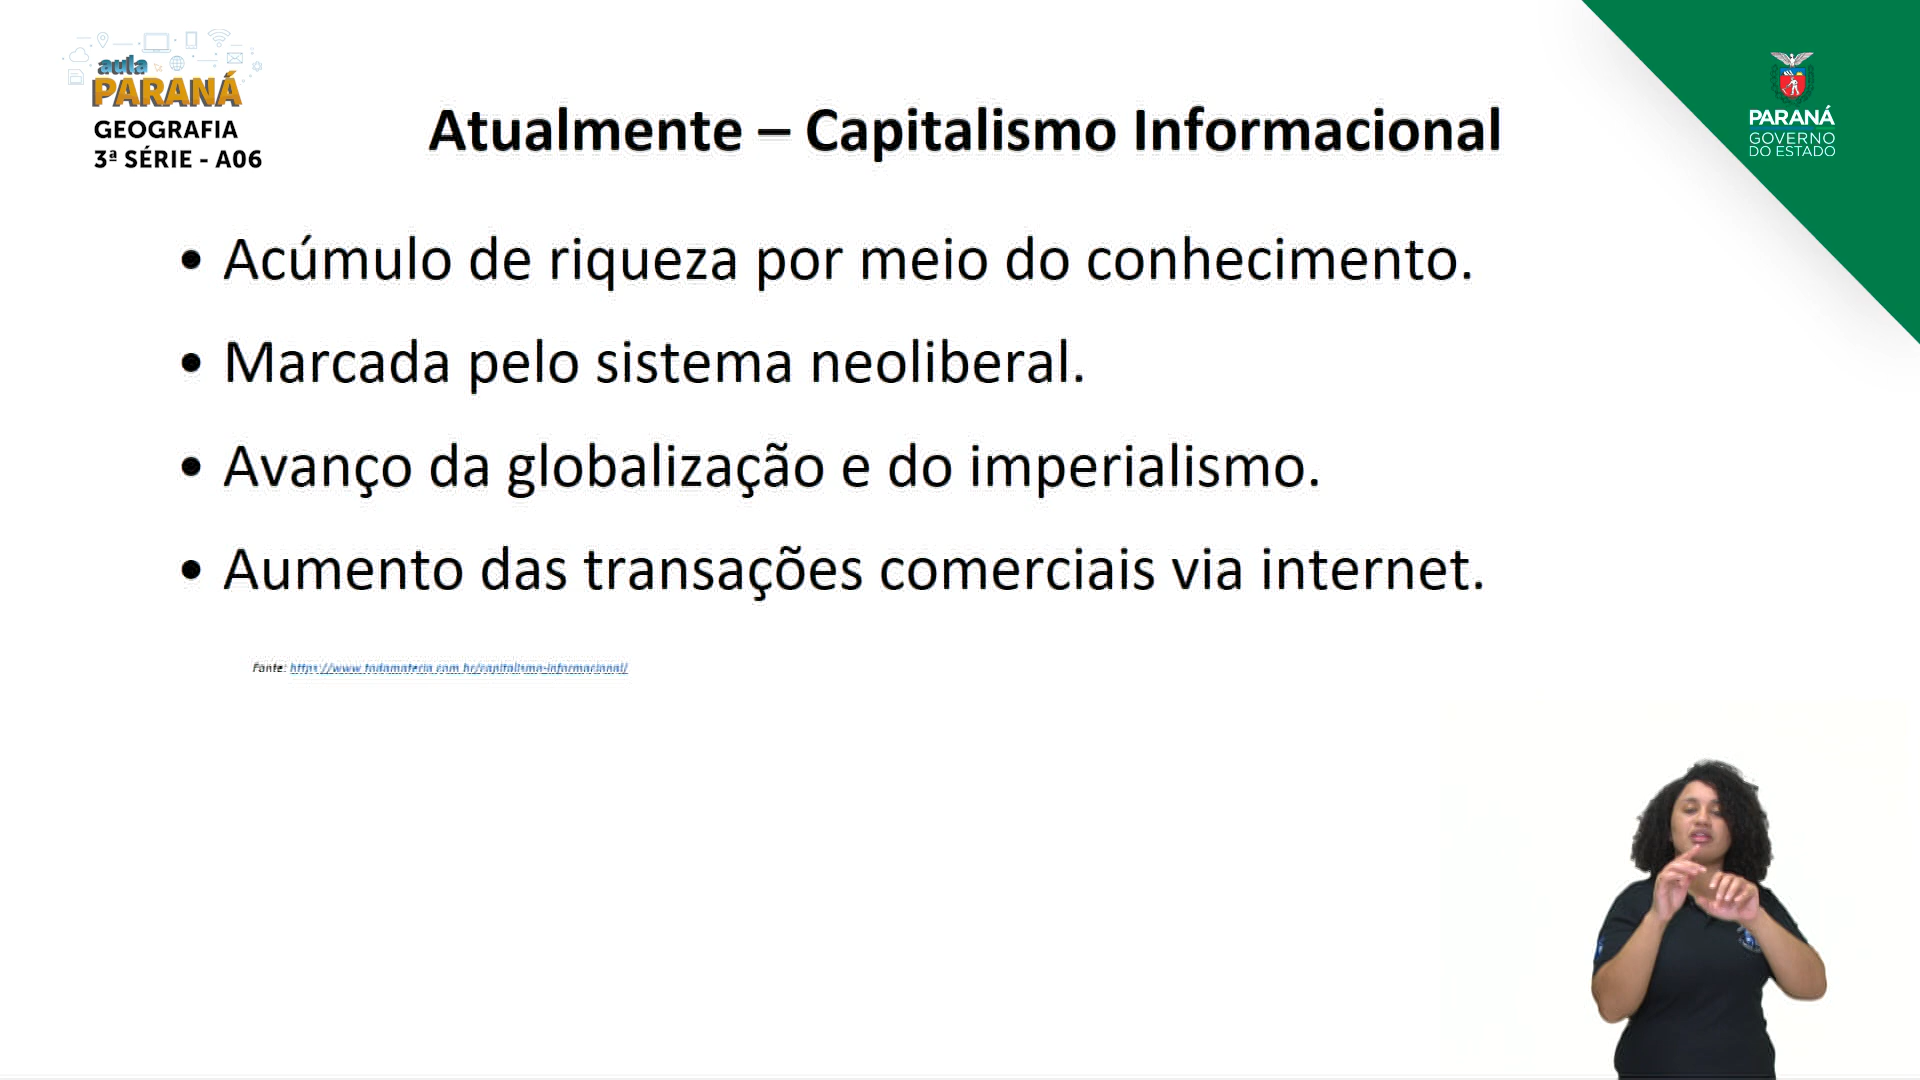 aula
PARANÁ
GEOGRAFIA
3ª SÉRIE - A06
Atualmente – Capitalismo Informacional
PARANÁ
GOVERNO
DO ESTADO
• Acúmulo de riqueza por meio do conhecimento.
• Marcada pelo sistema neoliberal.
• Avanço da globalização e do imperialismo.
• Aumento das transações comerciais via internet.
Fonte: https://www.todamateria.com.br/capitalismo-informacional/